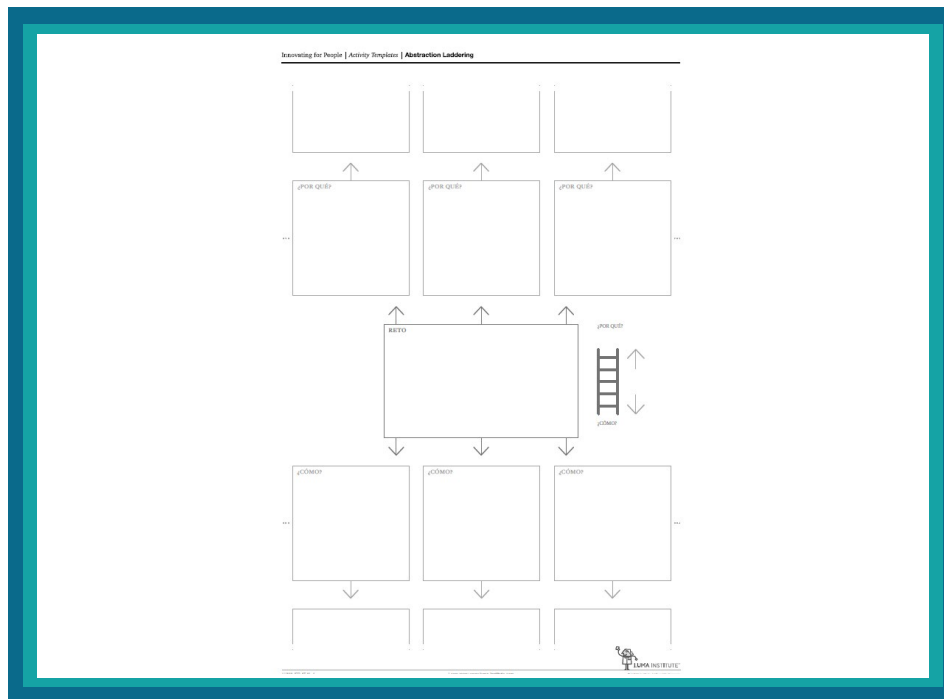 Innovating for People | Activity Templates | Abstraction Laddering
¿POR QUÉ?
¿POR QUÉ?
¿POR QUÉ?
...
...
RETO
¿POR QUÉ?
¿CÓMO?
¿CÓMO?
¿CÓMO?
¿CÓMO?
...
...
LUMA INSTITUTE